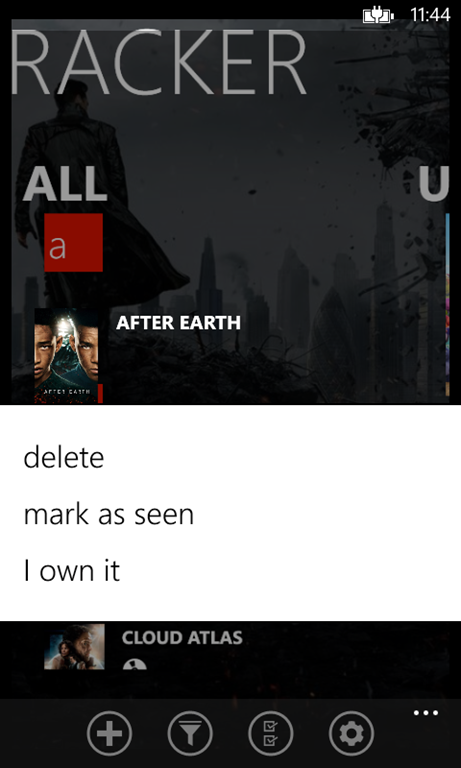 11:44
RACKER
ALL
U
a
AFTER EARTH
AFTER EARTH
delete
mark as seen
I own it
CLOUD ATLAS